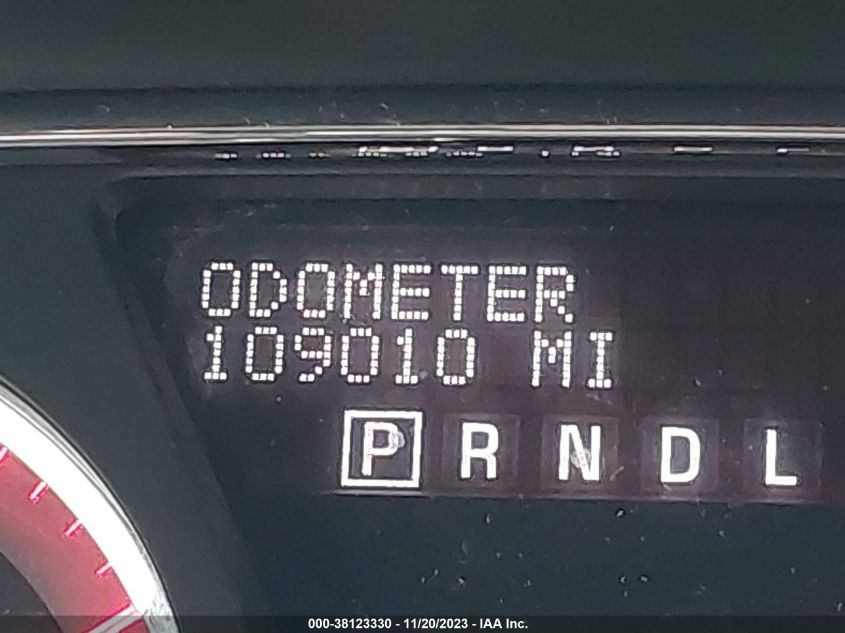 ODOMETER
109010 MI
P R N D L
000-38123330 - 11/20/2023 - IAA Inc.